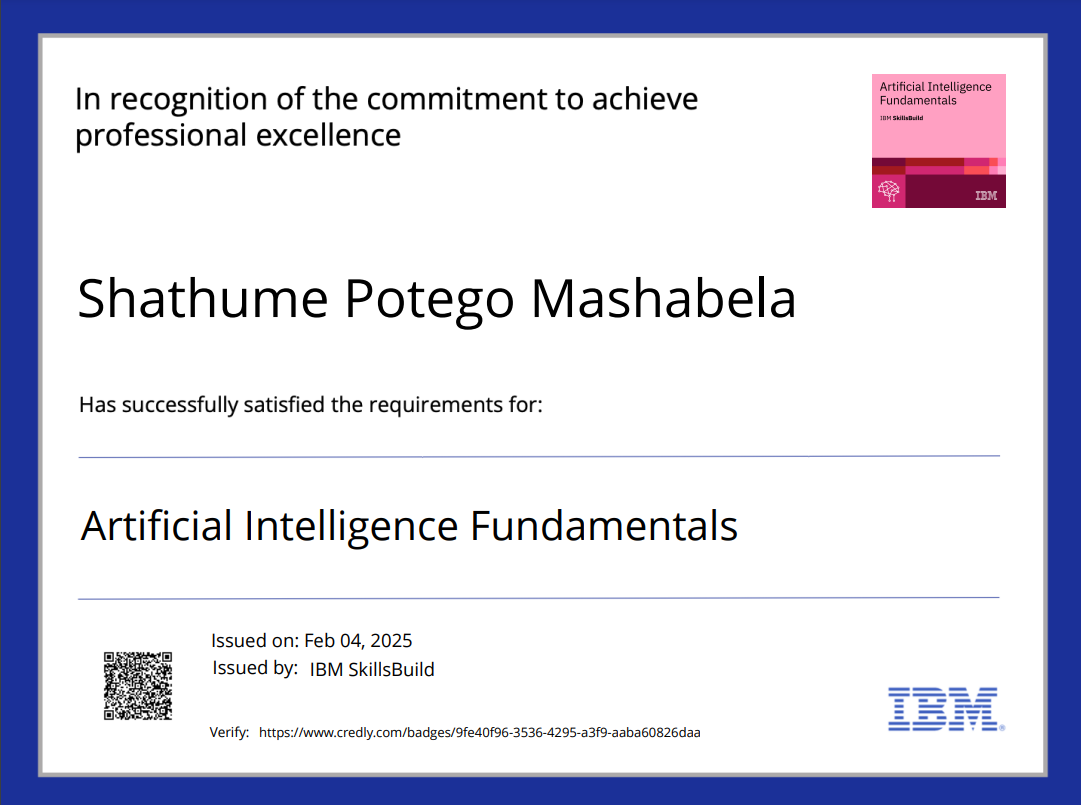 In recognition of the commitment to achieve
professional excellence
Artificial Intelligence
Fundamentals
IBM SkillsBuild
IBM
Shathume Potego Mashabela
Has successfully satisfied the requirements for:
Artificial Intelligence Fundamentals
Issued on: Feb 04, 2025
Issued by: IBM SkillsBuild
IBM®
Verify: https://www.credly.com/badges/9fe40f96-3536-4295-a3f9-aaba60826daa